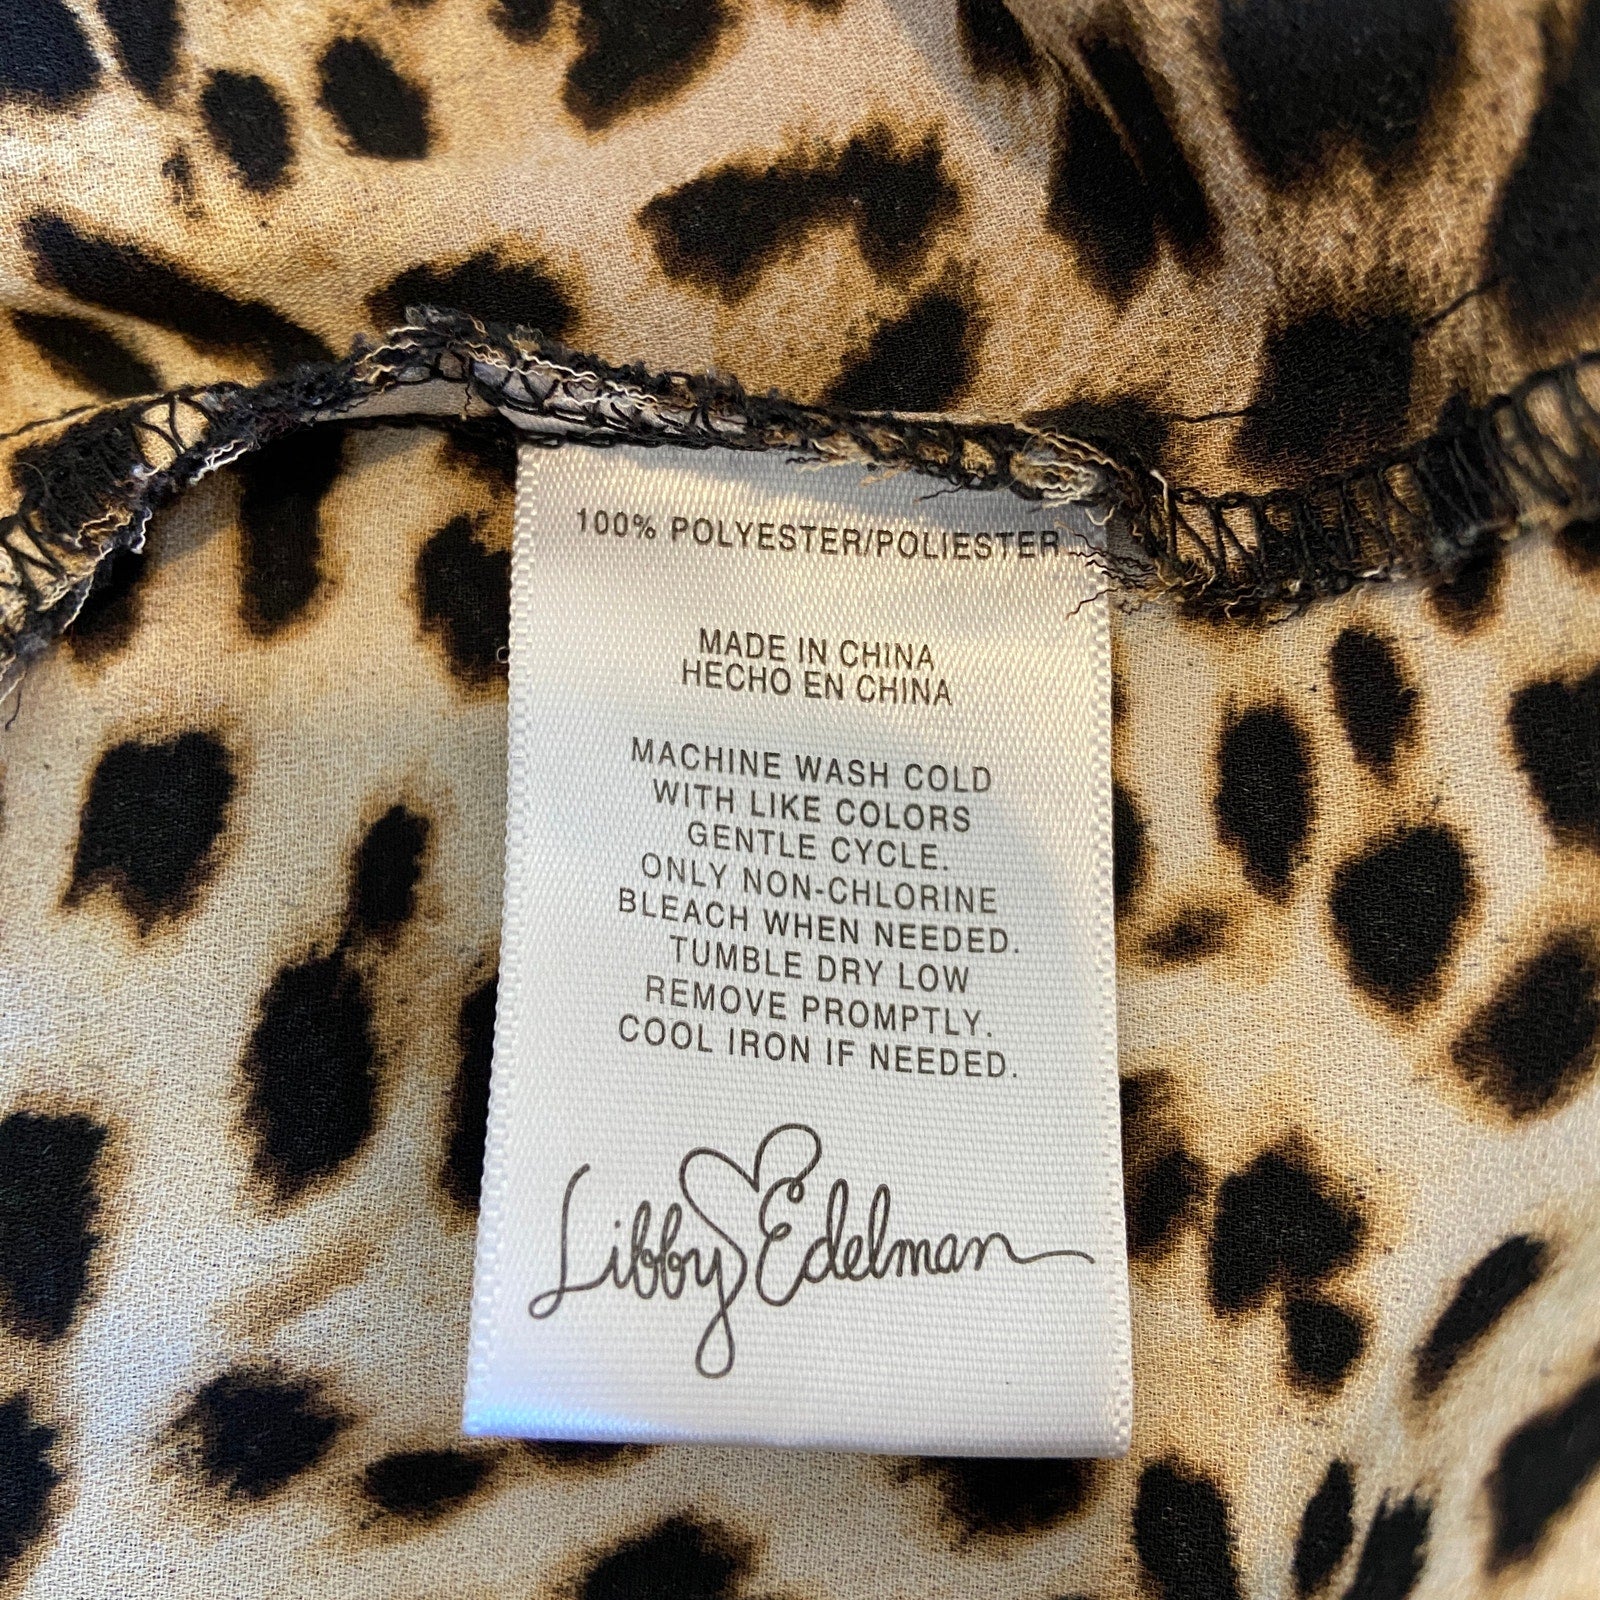 100% POLYESTER/POLIESTER
MADE IN CHINA
HECHO EN CHINA
MACHINE WASH COLD
WITH LIKE COLORS
GENTLE CYCLE.
ONLY NON-CHLORINE
BLEACH WHEN NEEDED.
TUMBLE DRY LOW
REMOVE PROMPTLY.
COOL IRON IF NEEDED.
Libby Edelman